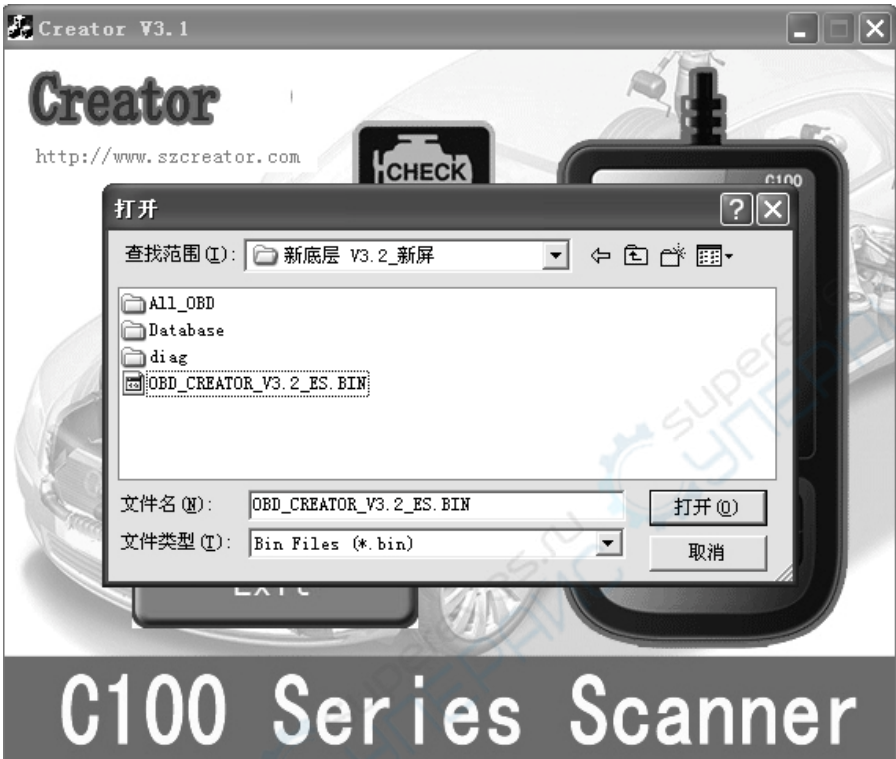 Creator V3.1
Creator
http://www.szcreator.com
CHECK
C100
打开
查找范围(I):
新底层 V3.2_新屏
All_OBD
Database
diag
OBD_CREATOR_V3.2_ES.BIN
文件名(N):
OBD_CREATOR_V3.2_ES.BIN
打开(O)
文件类型(T):
Bin Files (*.bin)
取消
Exit
C100 Series Scanner